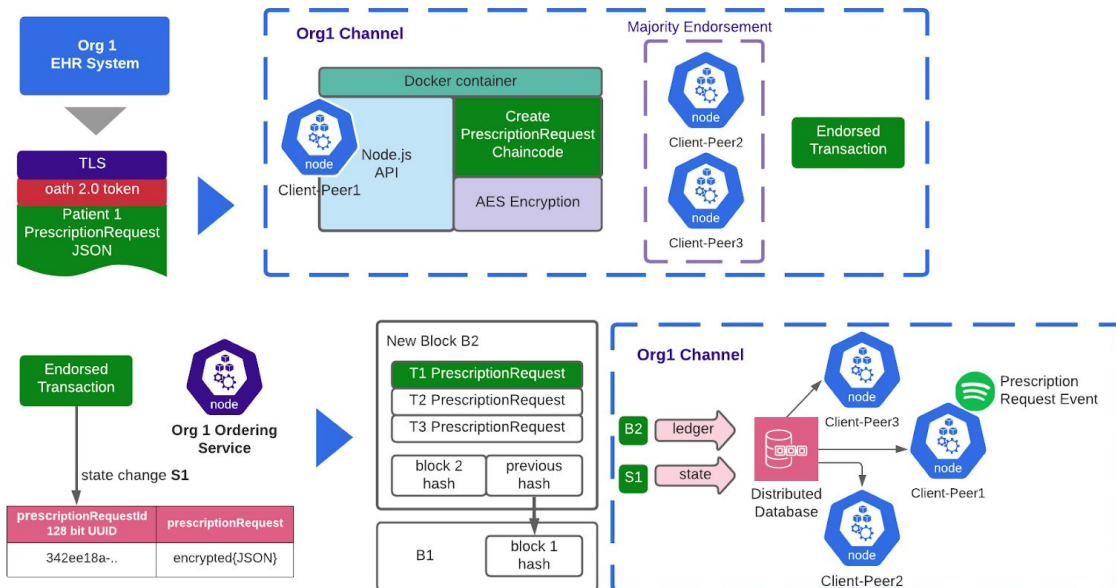 Org 1
EHR System
TLS
oath 2.0 token
Patient 1
PrescriptionRequest
JSON
Org1 Channel
Majority Endorsement
Docker container
node
Client-Peer1
Node.js
API
Create
PrescriptionRequest
Chaincode
AES Encryption
node
Client-Peer2
node
Client-Peer3
Endorsed
Transaction
Endorsed
Transaction
node
Org 1 Ordering
Service
state change S1
prescriptionRequestId
128 bit UUID
prescriptionRequest
342ee18a-..
encrypted{JSON}
New Block B2
T1 PrescriptionRequest
T2 PrescriptionRequest
T3 PrescriptionRequest
block 2
hash
previous
hash
B1
block 1
hash
Org1 Channel
B2
ledger
S1
state
Distributed
Database
node
Client-Peer3
Prescription
Request Event
node
Client-Peer1
node
Client-Peer2